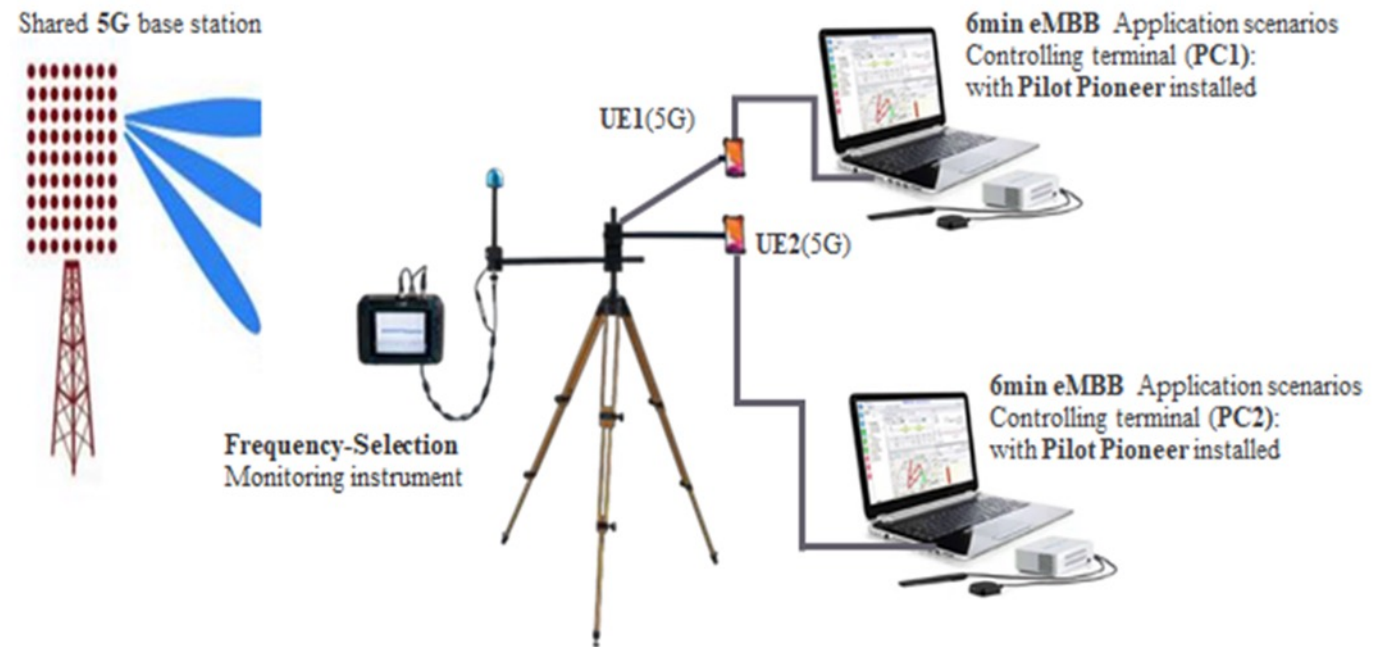 Shared 5G base station
6min eMBB Application scenarios
Controlling terminal (PC1):
with Pilot Pioneer installed
UE1(5G)
UE2(5G)
Frequency-Selection
Monitoring instrument
6min eMBB Application scenarios
Controlling terminal (PC2):
with Pilot Pioneer installed